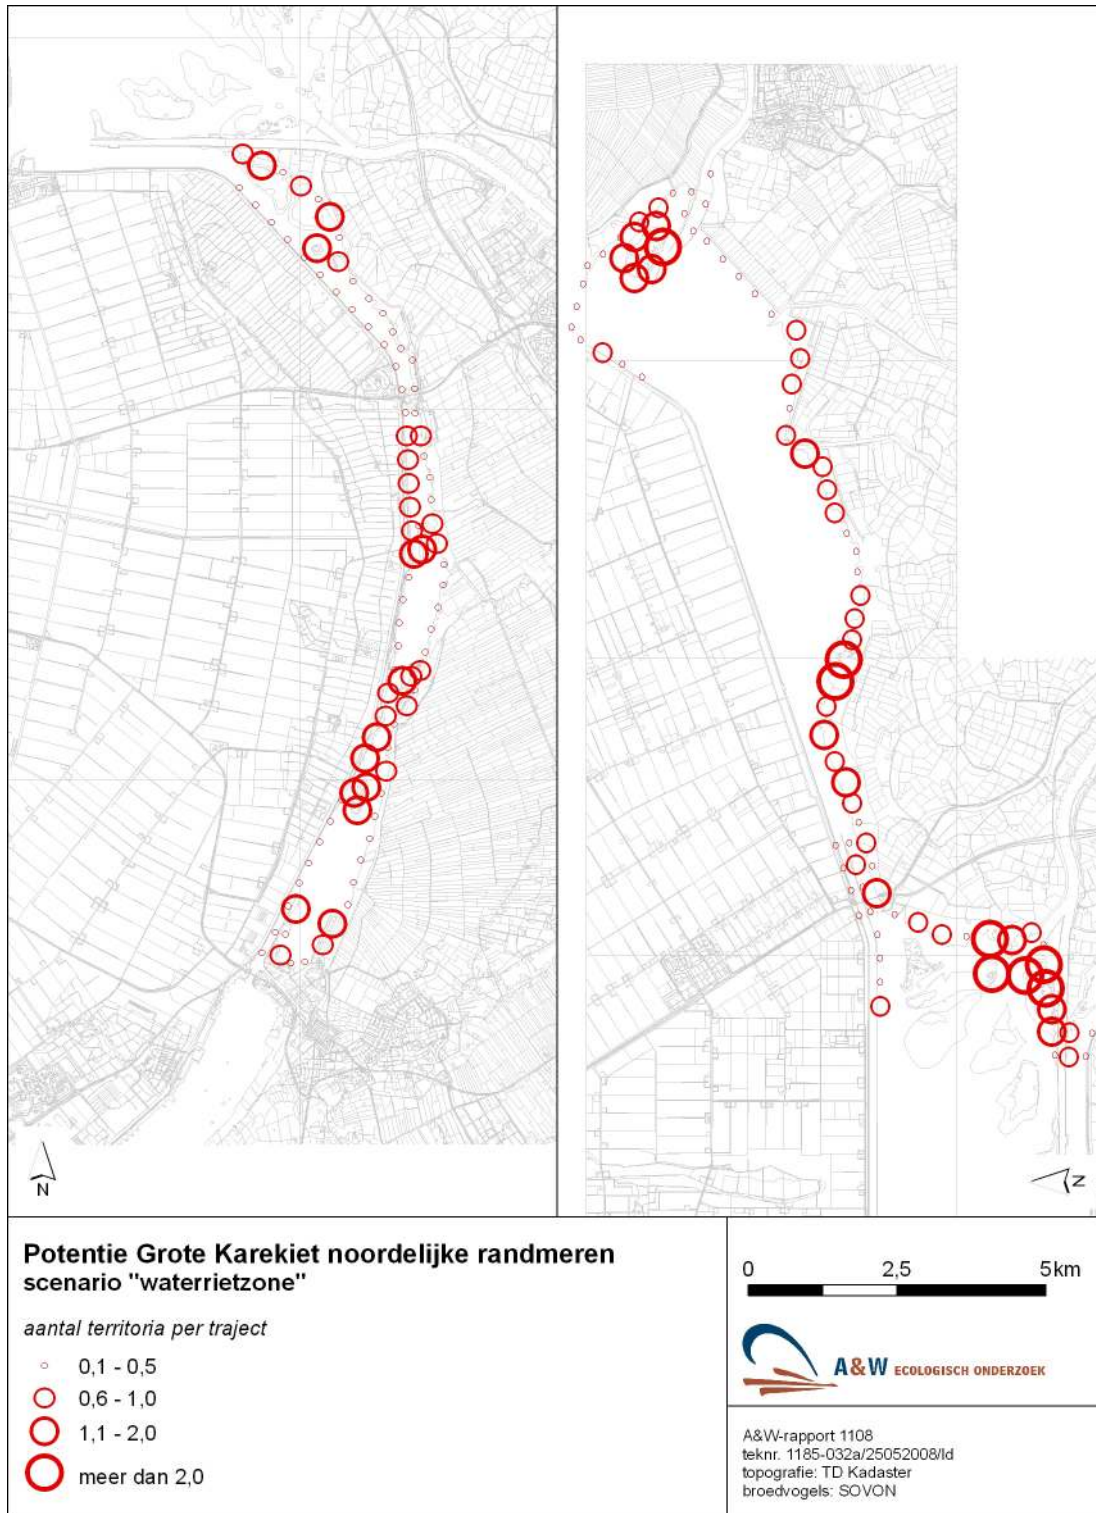 N
N
Potentie Grote Karekiet noordelijke randmeren
scenario "waterrietzone"
aantal territoria per traject
0,1 - 0,5
0,6 - 1,0
1,1 - 2,0
meer dan 2,0
0 2,5 5km
A&W ECOLOGISCH ONDERZOEK
A&W-rapport 1108
teknr. 1185-032a/25052008/ld
topografie: TD Kadaster
broedvogels: SOVON